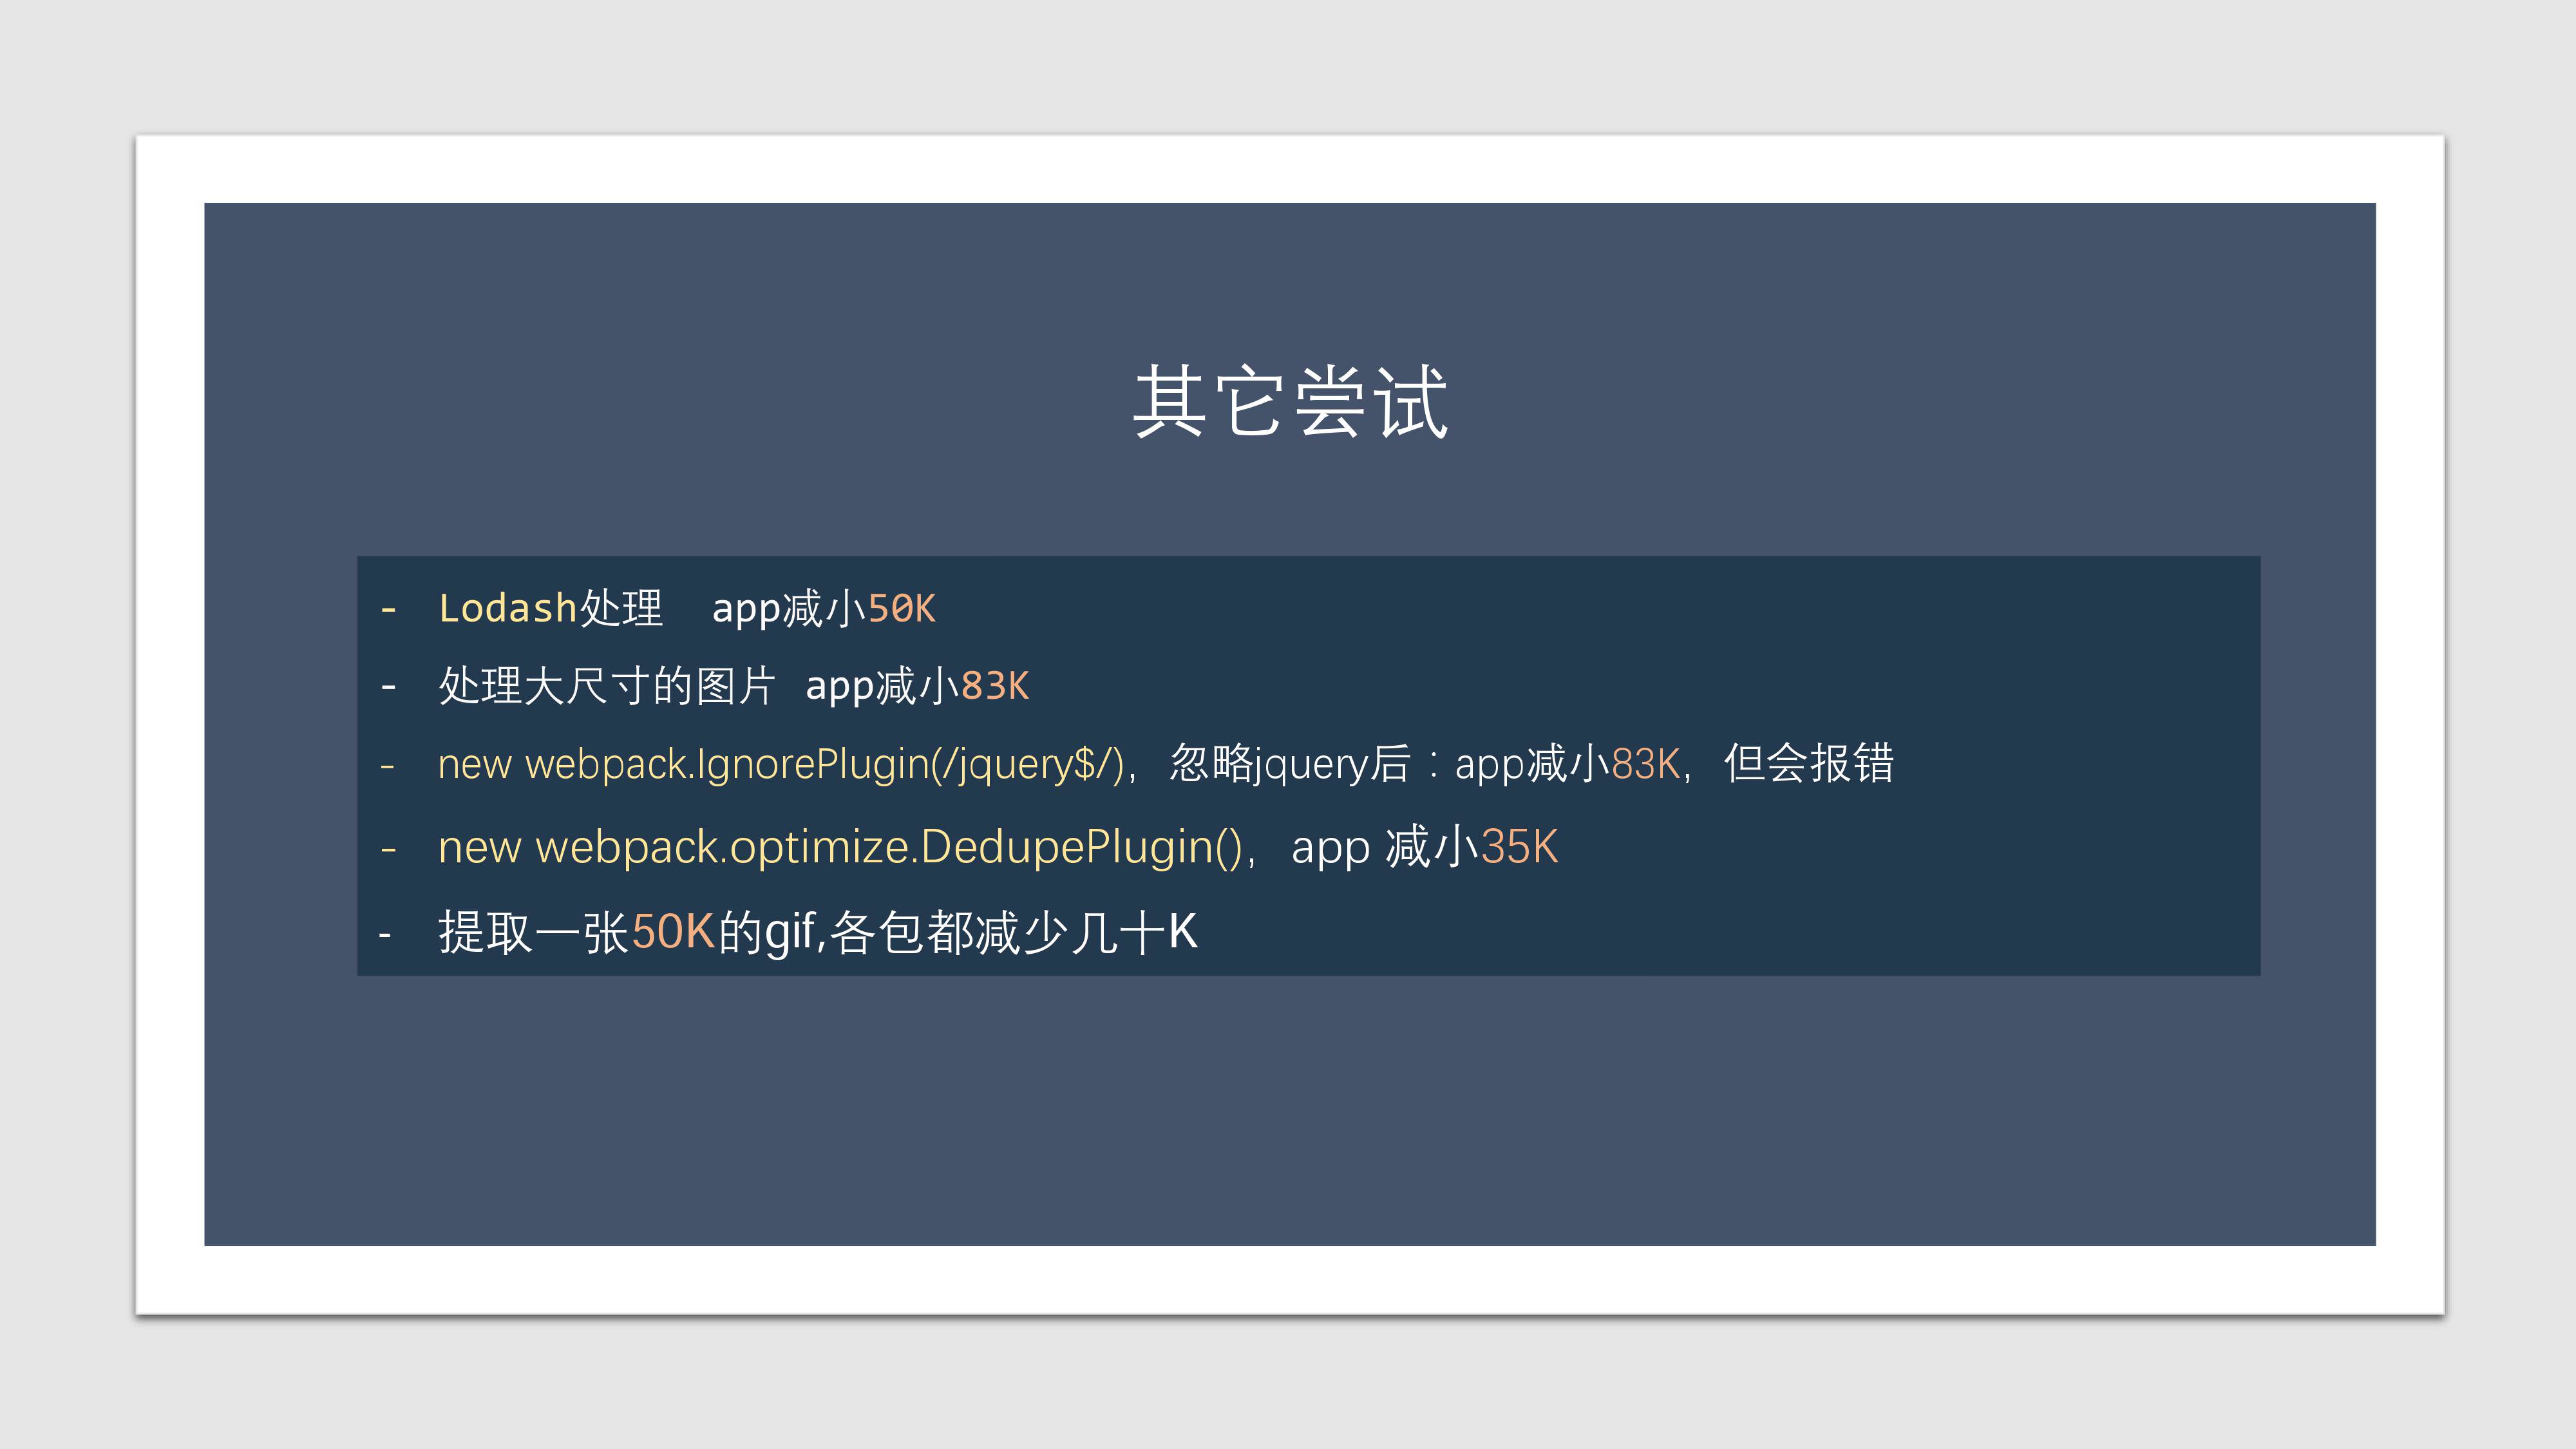 其它尝试
- Lodash处理 app减小50K
- 处理大尺寸的图片 app减小83K
- new webpack.IgnorePlugin(/jquery$/)，忽略jquery后：app减小83K，但会报错
- new webpack.optimize.DedupePlugin()，app 减小35K
- 提取一张50K的gif,各包都减少几十K